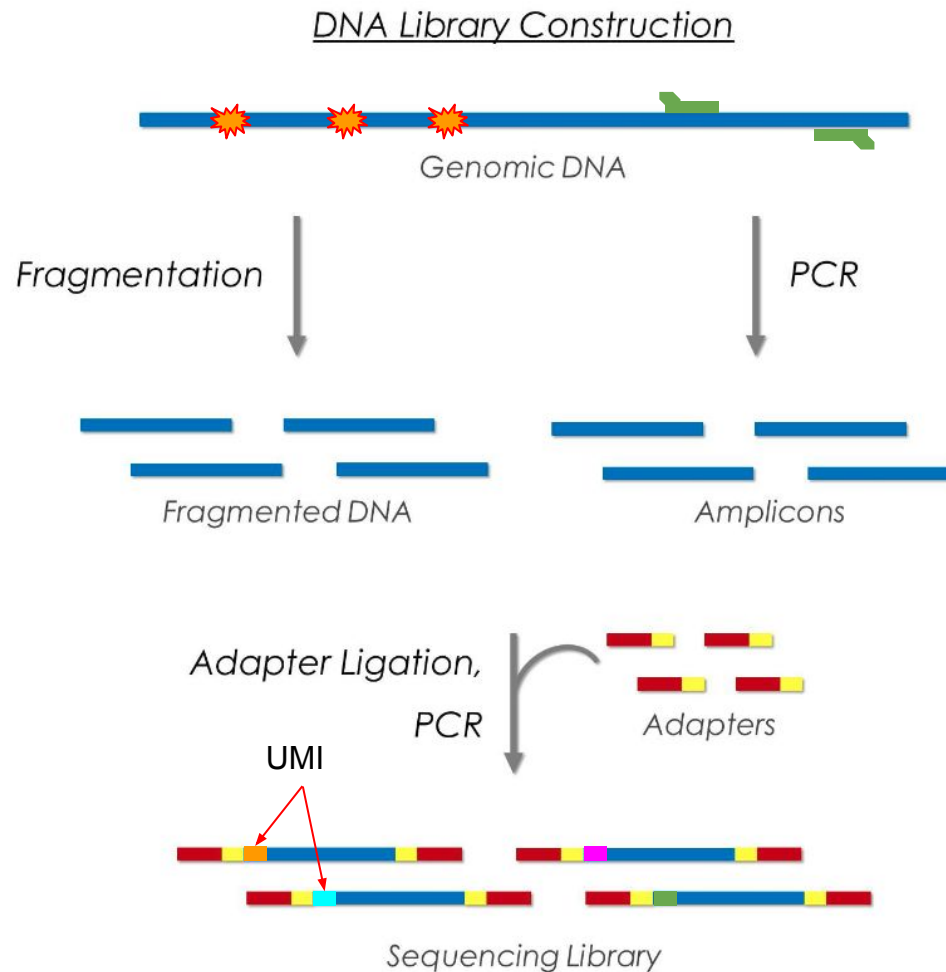 DNA Library Construction
Genomic DNA
Fragmentation
PCR
Fragmented DNA
Amplicons
Adapter Ligation,
PCR
Adapters
UMI
Sequencing Library